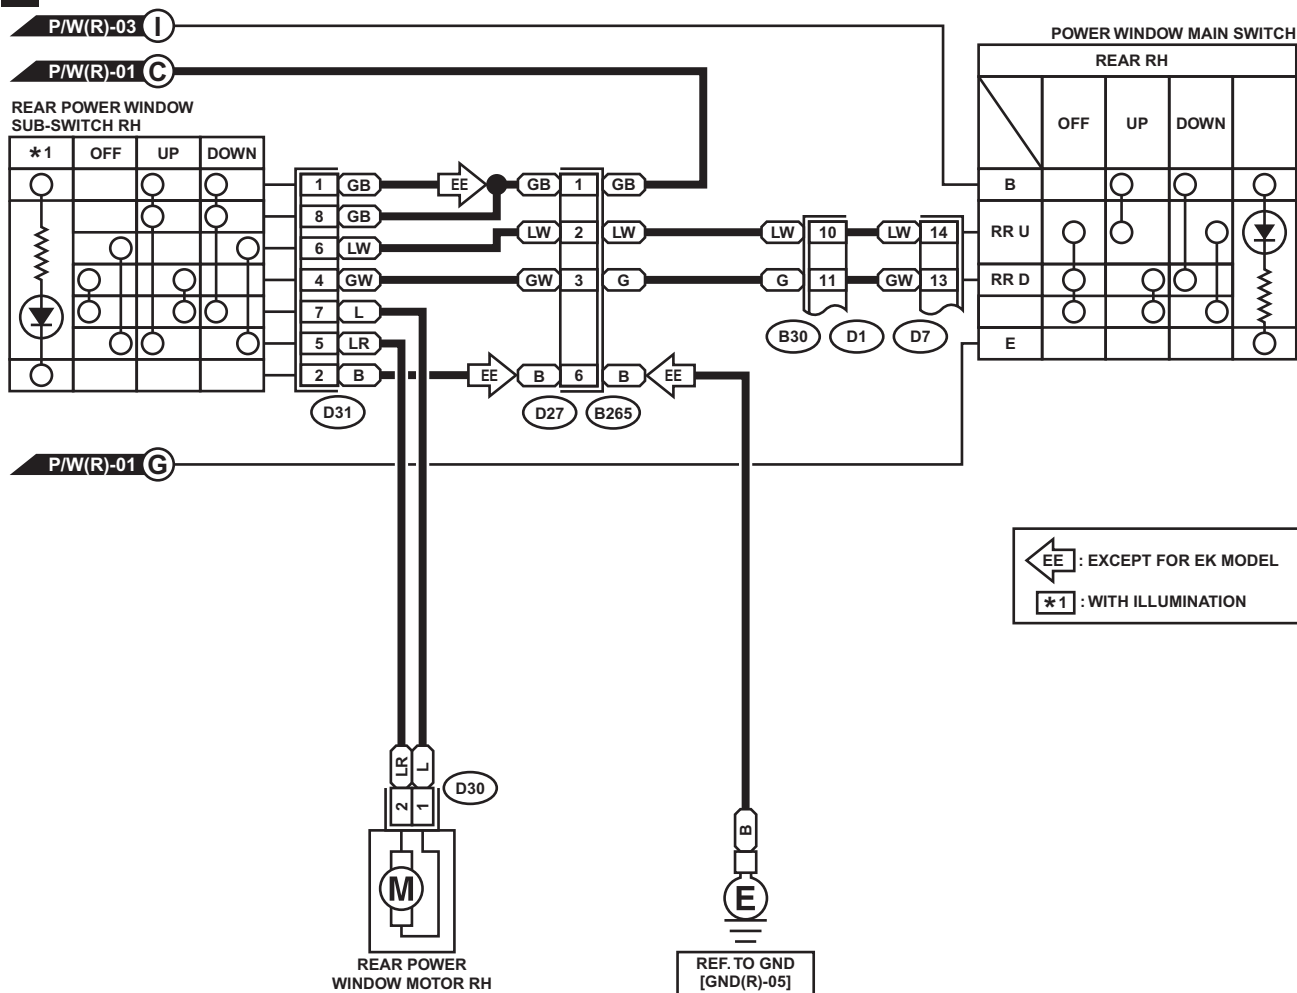 P/W(R)-03 I
POWER WINDOW MAIN SWITCH
P/W(R)-01 C
REAR RH
REAR POWER WINDOW
SUB-SWITCH RH
OFF UP DOWN
*1 OFF UP DOWN
1 GB EE GB 1 GB B
8 GB
LW 2 LW LW 10 LW 14 RR U
6 LW
4 GW GW 3 G G 11 GW 13 RR D
7 L
B30 D1 D7
5 LR E
2 B EE B 6 B EE
D31 D27 B265
P/W(R)-01 G
EE : EXCEPT FOR EK MODEL
*1 : WITH ILLUMINATION
LR L
D30
2 1
B
M
E
REAR POWER
WINDOW MOTOR RH
REF. TO GND
[GND(R)-05]